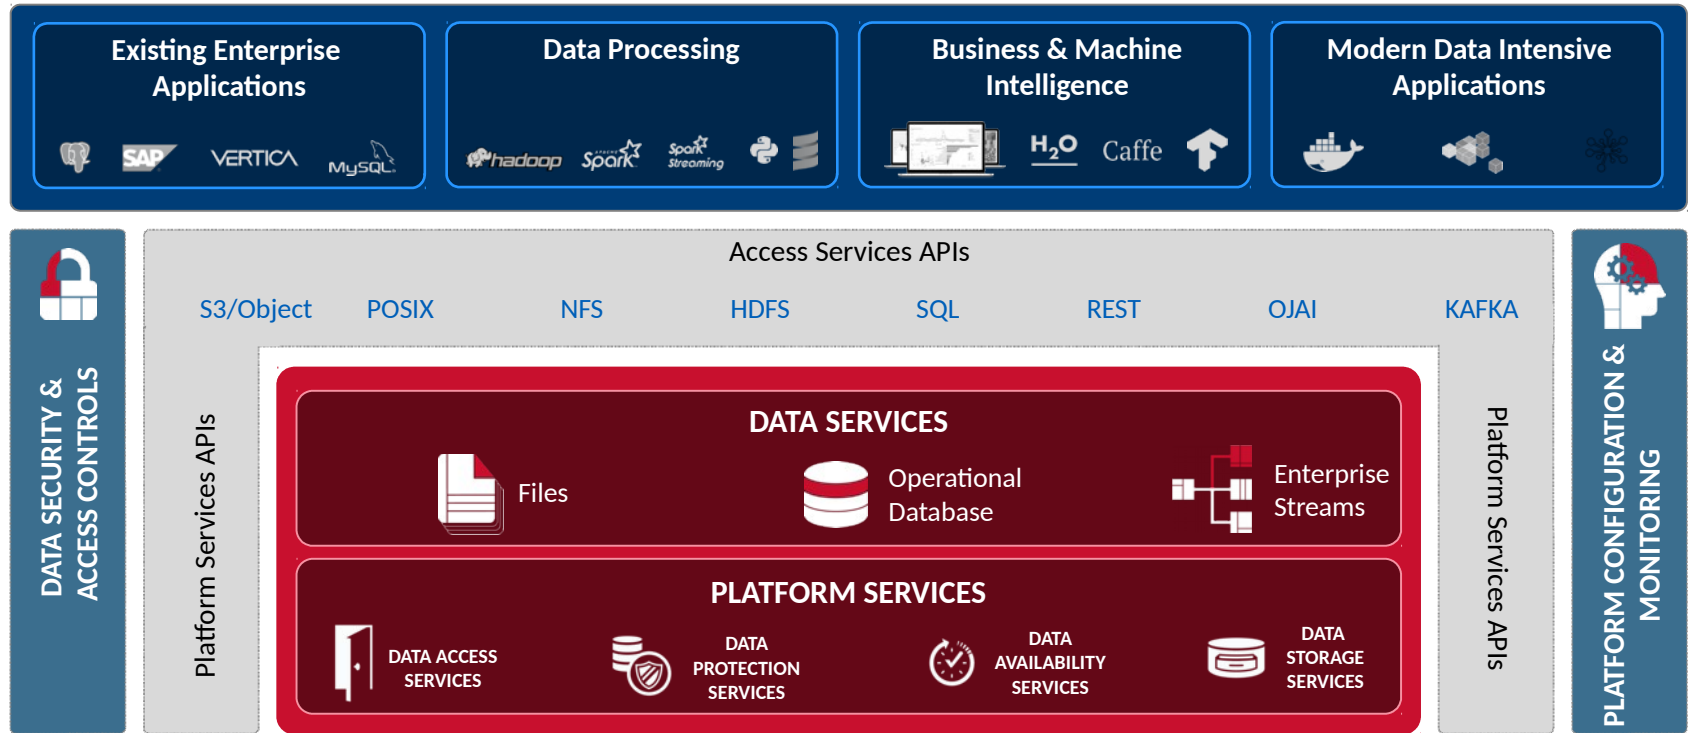 Existing Enterprise
Applications
SAP
VERTICA
MySQL
Data Processing
hadoop
APACHE
Spark
Spark
Streaming
Business & Machine
Intelligence
H2O
Caffe
Modern Data Intensive
Applications
DATA SECURITY &
ACCESS CONTROLS
Access Services APIs
S3/Object POSIX NFS HDFS SQL REST OJAI KAFKA
Platform Services APIs
DATA SERVICES
Files
Operational
Database
Enterprise
Streams
PLATFORM SERVICES
DATA ACCESS
SERVICES
DATA
PROTECTION
SERVICES
DATA
AVAILABILITY
SERVICES
DATA
STORAGE
SERVICES
Platform Services APIs
PLATFORM CONFIGURATION &
MONITORING